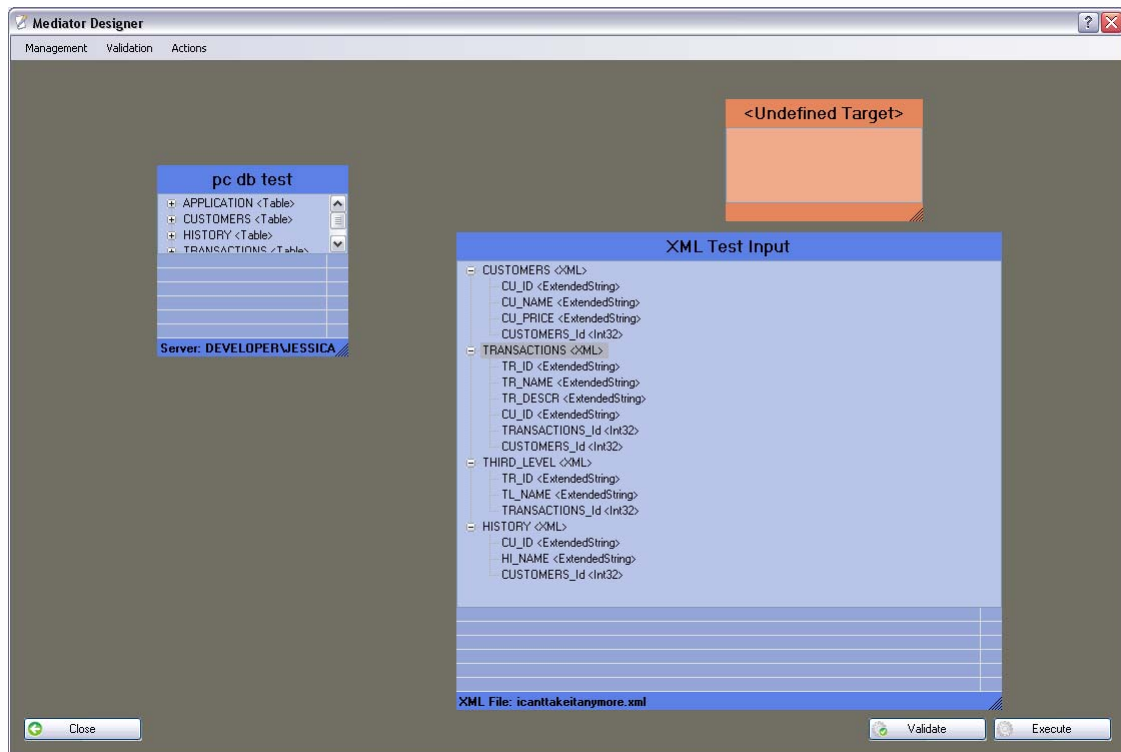 Mediator Designer
Management Validation Actions
<Undefined Target>
pc db test
APPLICATION <Table>
CUSTOMERS <Table>
HISTORY <Table>
TRANSACTIONS <Table>
Server: DEVELOPER\JESSICA
XML Test Input
CUSTOMERS <XML>
CU_ID <ExtendedString>
CU_NAME <ExtendedString>
CU_PRICE <ExtendedString>
CUSTOMERS_Id <Int32>
TRANSACTIONS <XML>
TR_ID <ExtendedString>
TR_NAME <ExtendedString>
TR_DESCR <ExtendedString>
CU_ID <ExtendedString>
TRANSACTIONS_Id <Int32>
CUSTOMERS_Id <Int32>
THIRD_LEVEL <XML>
TR_ID <ExtendedString>
TL_NAME <ExtendedString>
TRANSACTIONS_Id <Int32>
HISTORY <XML>
CU_ID <ExtendedString>
HI_NAME <ExtendedString>
CUSTOMERS_Id <Int32>
XML File: icanttakeitanymore.xml
Close
Validate
Execute